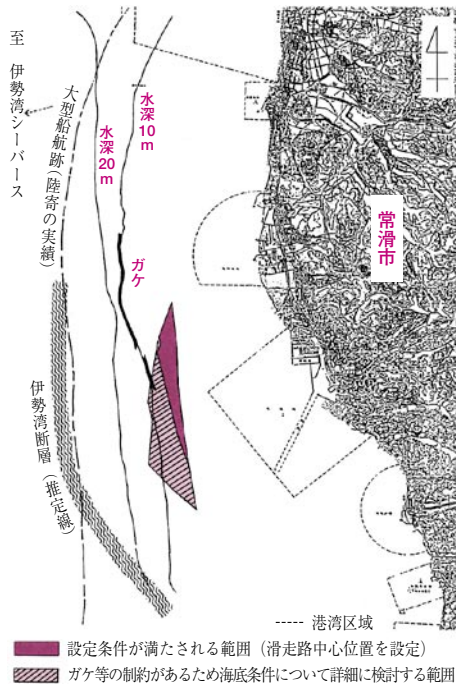 至 伊勢湾シーバース
大型船航跡(陸寄の実績)
水深20m
水深10m
ガケ
常滑市
伊勢湾断層(推定線)
----- 港湾区域
設定条件が満たされる範囲(滑走路中心位置を設定)
ガケ等の制約があるため海底条件について詳細に検討する範囲